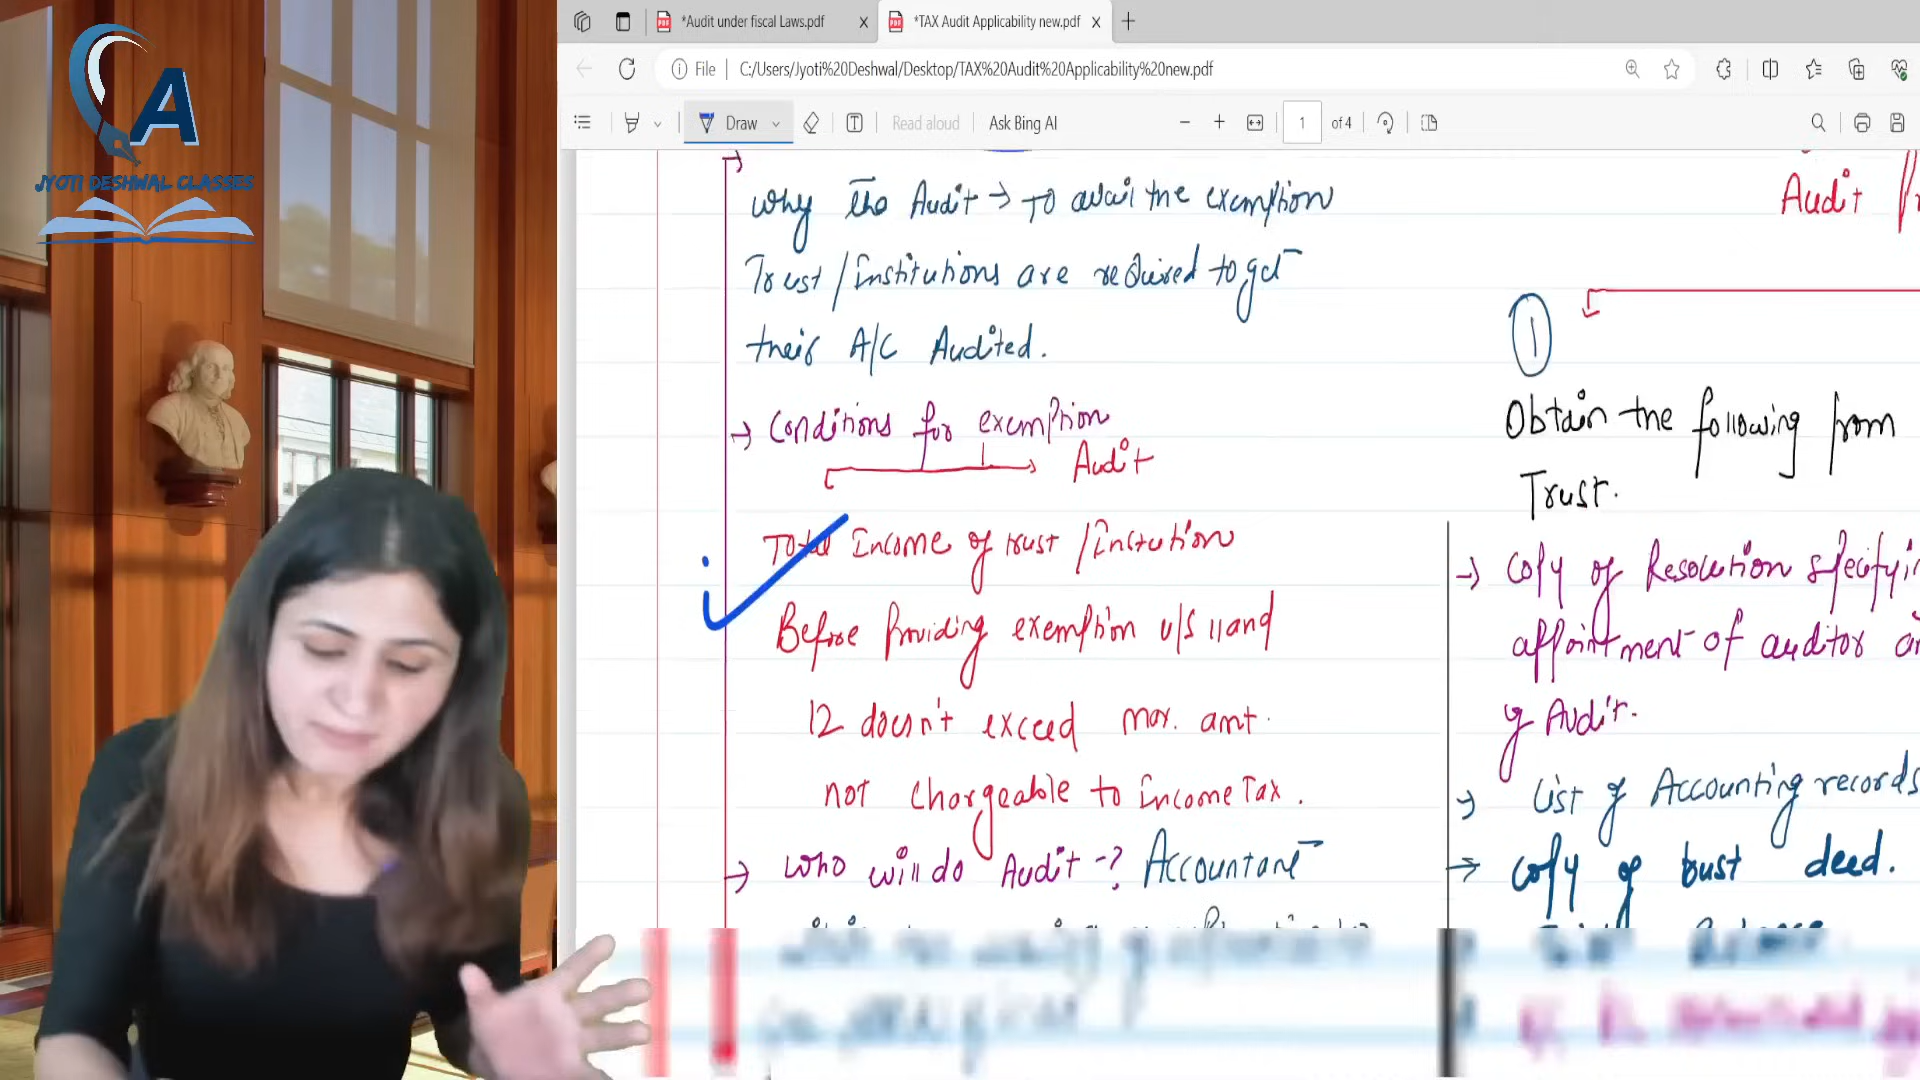 *Audit under fiscal Laws.pdf
*TAX Audit Applicability new.pdf
File
C:/Users/Jyoti%20Deshwal/Desktop/TAX%20Audit%20Applicability%20new.pdf
Draw
Read aloud
Ask Bing AI
1 of 4
CA
JYOTI DESHWAL CLASSES
Why the Audit → To avail the exemption
Trust/Institutions are required to get
their A/C Audited.
→ Conditions for exemption
Audit
Total Income of trust/Instution
Before Providing exemption u/s 11 and
12 doesn't exceed max. amt.
not chargeable to Income Tax.
→ Who will do Audit -? Accountant
Audit
1
Obtain the following from
Trust.
→ Copy of Resolution
appointment of auditor
of Audit.
→ List of Accounting records
→ Copy of trust deed.